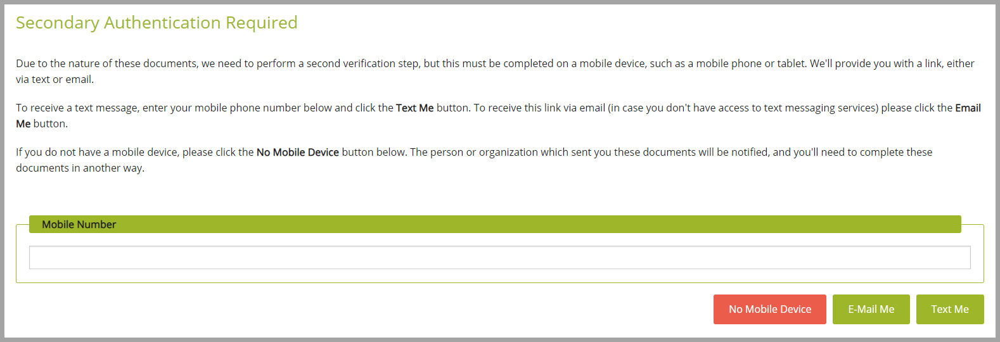 Secondary Authentication Required
Due to the nature of these documents, we need to perform a second verification step, but this must be completed on a mobile device, such as a mobile phone or tablet. We'll provide you with a link, either
via text or email.
To receive a text message, enter your mobile phone number below and click the Text Me button. To receive this link via email (in case you don't have access to text messaging services) please click the Email
Me button.
If you do not have a mobile device, please click the No Mobile Device button below. The person or organization which sent you these documents will be notified, and you'll need to complete these
documents in another way.
Mobile Number
No Mobile Device E-Mail Me Text Me